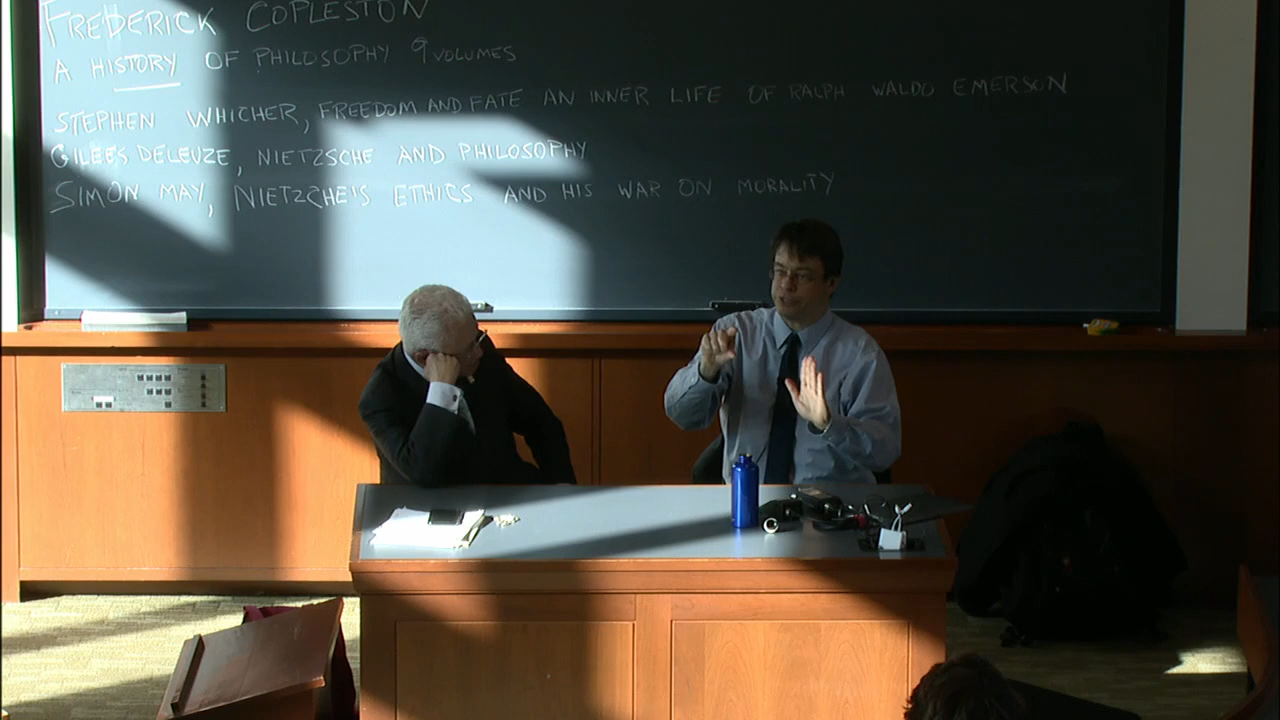 FREDERICK COPLESTON
A HISTORY OF PHILOSOPHY 9 VOLUMES
STEPHEN WHICHER, FREEDOM AND FATE AN INNER LIFE OF RALPH WALDO EMERSON
GILEES DELEUZE, NIETZSCHE AND PHILOSOPHY
SIMON MAY, NIETZCHE'S ETHICS AND HIS WAR ON MORALITY